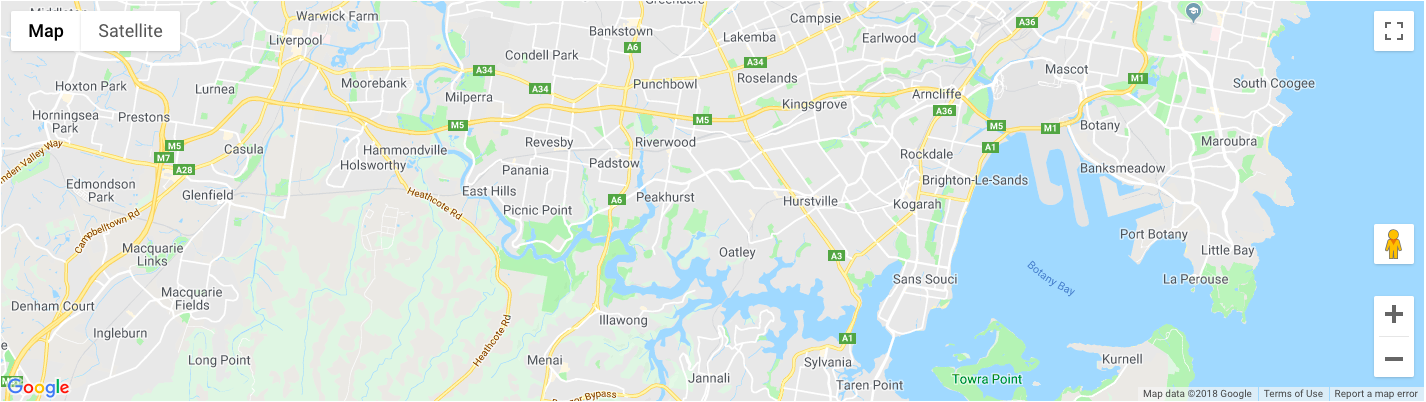 Map
Satellite
Warwick Farm
Liverpool
Bankstown
A6
Campsie
Lakemba
Earlwood
A36
Condell Park
A34
A34
A34
Roselands
Punchbowl
Mascot
M1
South Coogee
Hoxton Park
Lurnea
Moorebank
Milperra
Kingsgrove
Arncliffe
A36
Horningsea
Park
Prestons
M5
M5
M5
M1
Botany
Maroubra
M5
M7
A28
Casula
Hammondville
Holsworthy
Revesby
Riverwood
Padstow
Panania
A1
Rockdale
Banksmeadow
Brighton-Le-Sands
Edmondson
Park
Glenfield
Heathcote Rd
East Hills
Picnic Point
A6
Peakhurst
Hurstville
Kogarah
Campbelltown Rd
Macquarie
Links
Oatley
A3
Port Botany
Little Bay
La Perouse
Sans Souci
Botany Bay
Macquarie
Fields
Denham Court
Ingleburn
Long Point
Heathcote Rd
Illawong
Menai
Jannali
A1
Sylvania
Taren Point
Towra Point
Kurnell
Google
Bypass
Map data ©2018 Google
Terms of Use
Report a map error